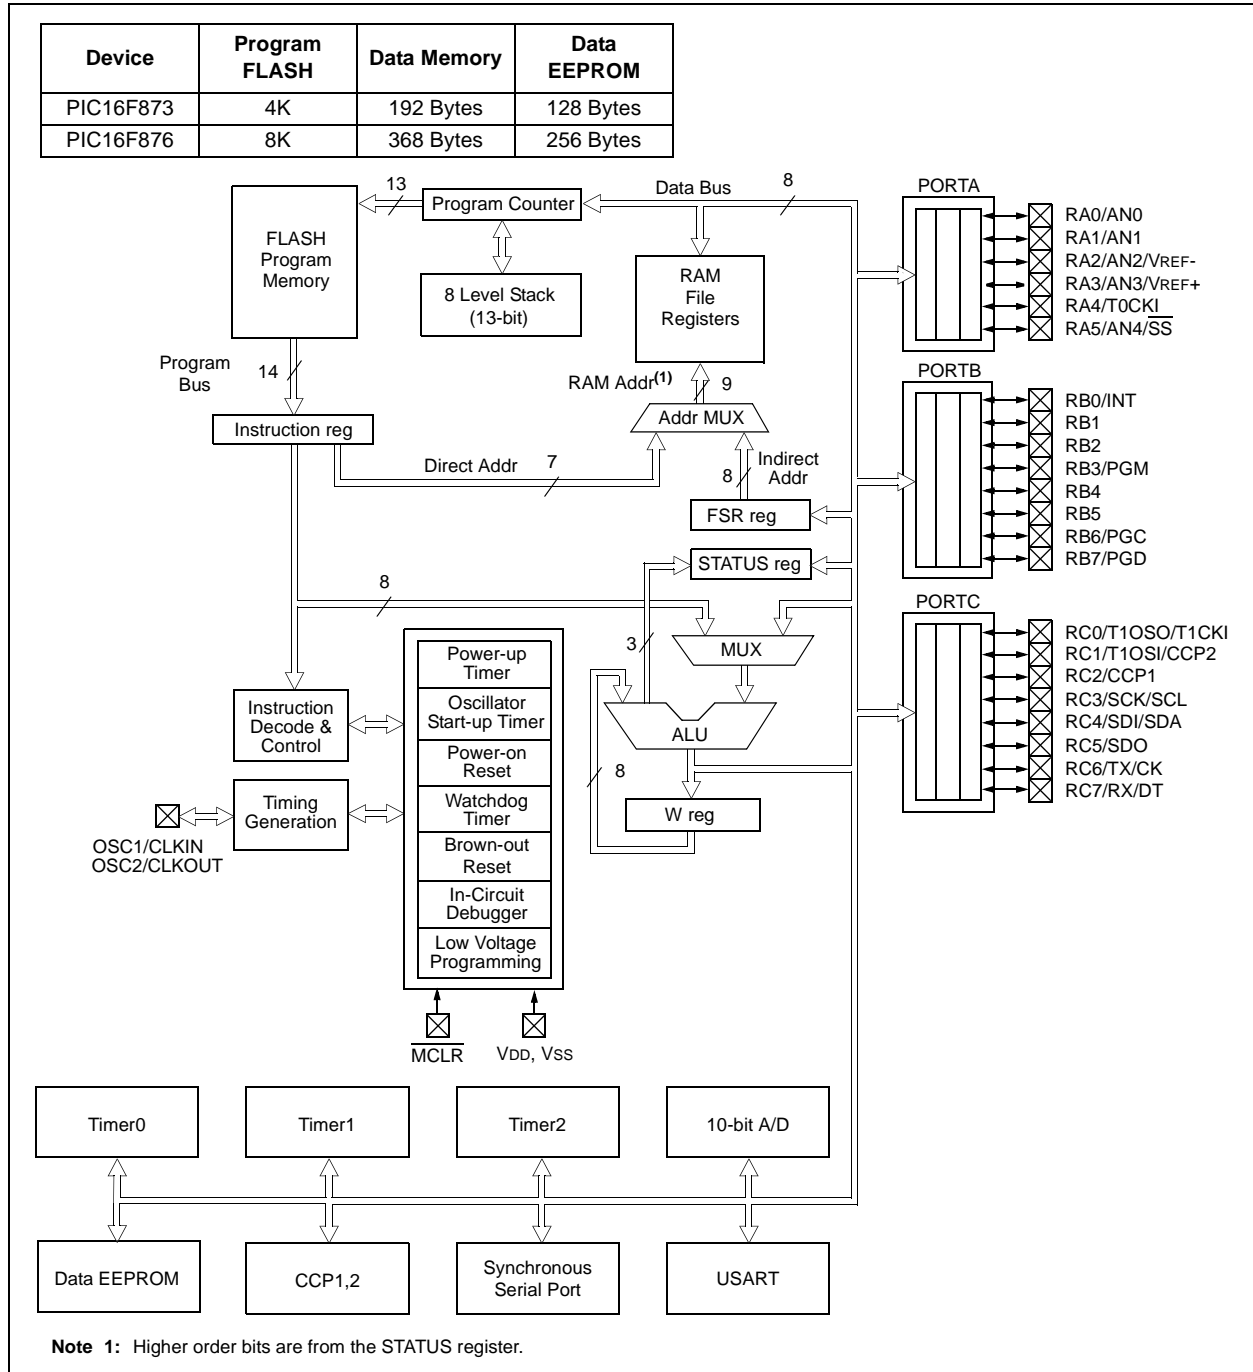 Device Program FLASH Data Memory Data EEPROM
PIC16F873 4K 192 Bytes 128 Bytes
PIC16F876 8K 368 Bytes 256 Bytes
FLASH
Program
Memory
13
Program Counter
Data Bus
8
8 Level Stack
(13-bit)
RAM
File
Registers
Program
Bus
14
RAM Addr(1)
9
Instruction reg
Addr MUX
Direct Addr
7
8
Indirect
Addr
FSR reg
STATUS reg
8
3
MUX
ALU
8
W reg
Power-up
Timer
Oscillator
Start-up Timer
Power-on
Reset
Watchdog
Timer
Brown-out
Reset
In-Circuit
Debugger
Low Voltage
Programming
Instruction
Decode &
Control
Timing
Generation
OSC1/CLKIN
OSC2/CLKOUT
MCLR
VDD, VSS
PORTA
RA0/AN0
RA1/AN1
RA2/AN2/VREF-
RA3/AN3/VREF+
RA4/T0CKI
RA5/AN4/SS
PORTB
RB0/INT
RB1
RB2
RB3/PGM
RB4
RB5
RB6/PGC
RB7/PGD
PORTC
RC0/T1OSO/T1CKI
RC1/T1OSI/CCP2
RC2/CCP1
RC3/SCK/SCL
RC4/SDI/SDA
RC5/SDO
RC6/TX/CK
RC7/RX/DT
Timer0
Timer1
Timer2
10-bit A/D
Data EEPROM
CCP1,2
Synchronous
Serial Port
USART
Note 1: Higher order bits are from the STATUS register.